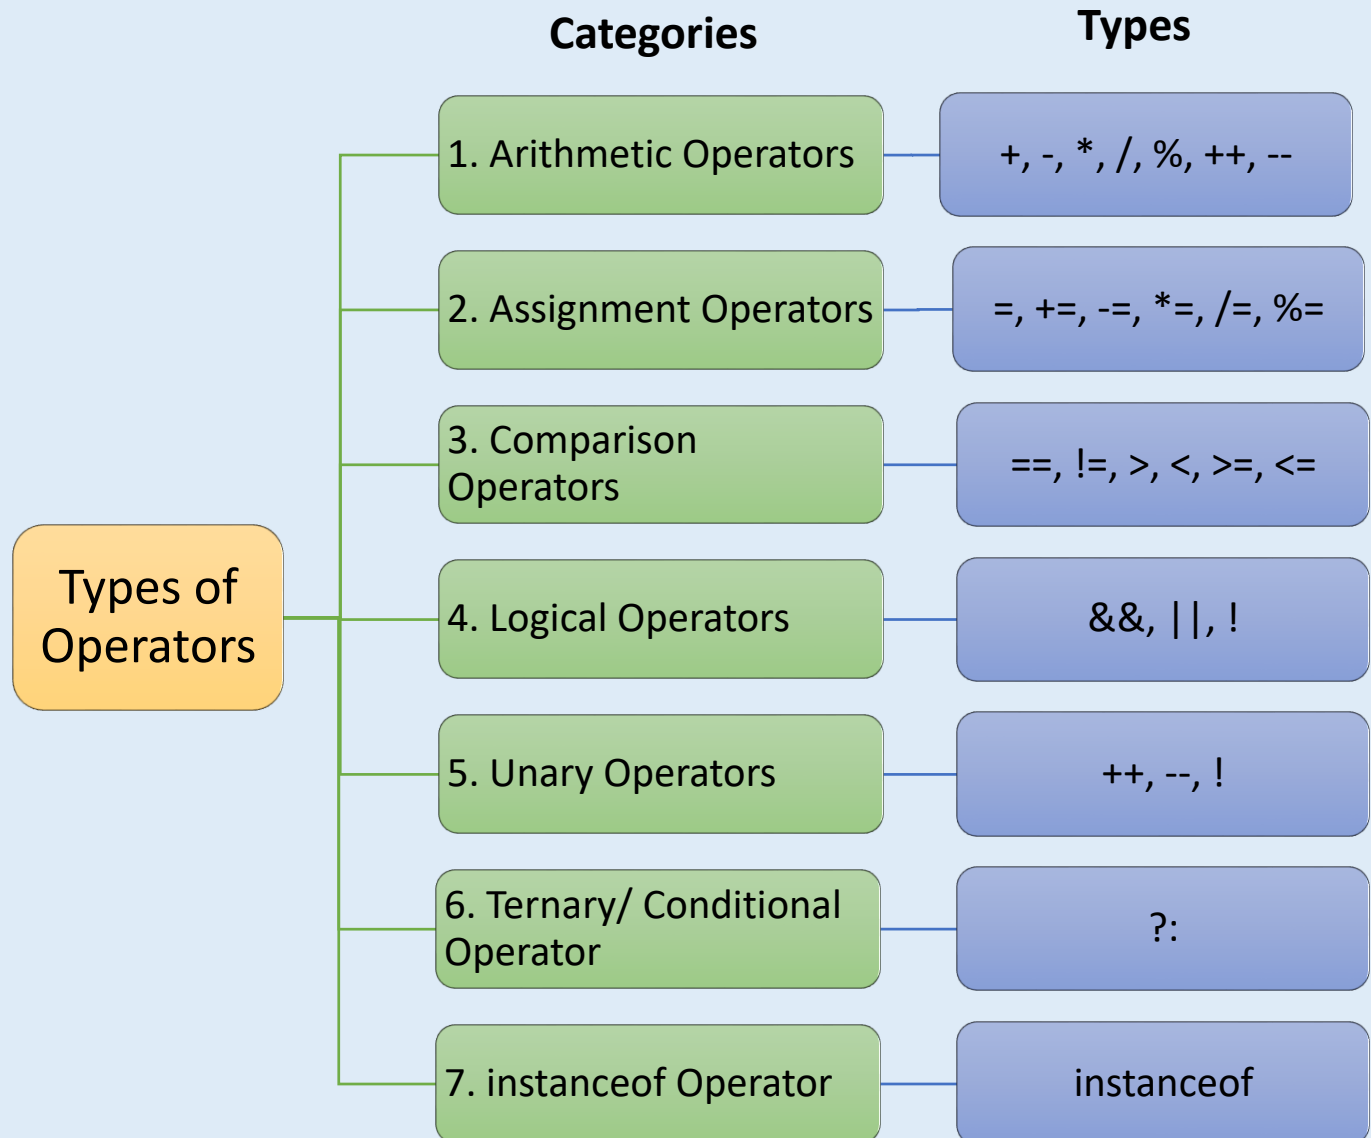 Categories
Types
1. Arithmetic Operators
+, -, *, /, %, ++, --
2. Assignment Operators
=, +=, -=, *=, /=, %=
3. Comparison
Operators
==, !=, >, <, >=, <=
Types of
Operators
4. Logical Operators
&&, ||, !
5. Unary Operators
++, --, !
6. Ternary/ Conditional
Operator
?:
7. instanceof Operator
instanceof